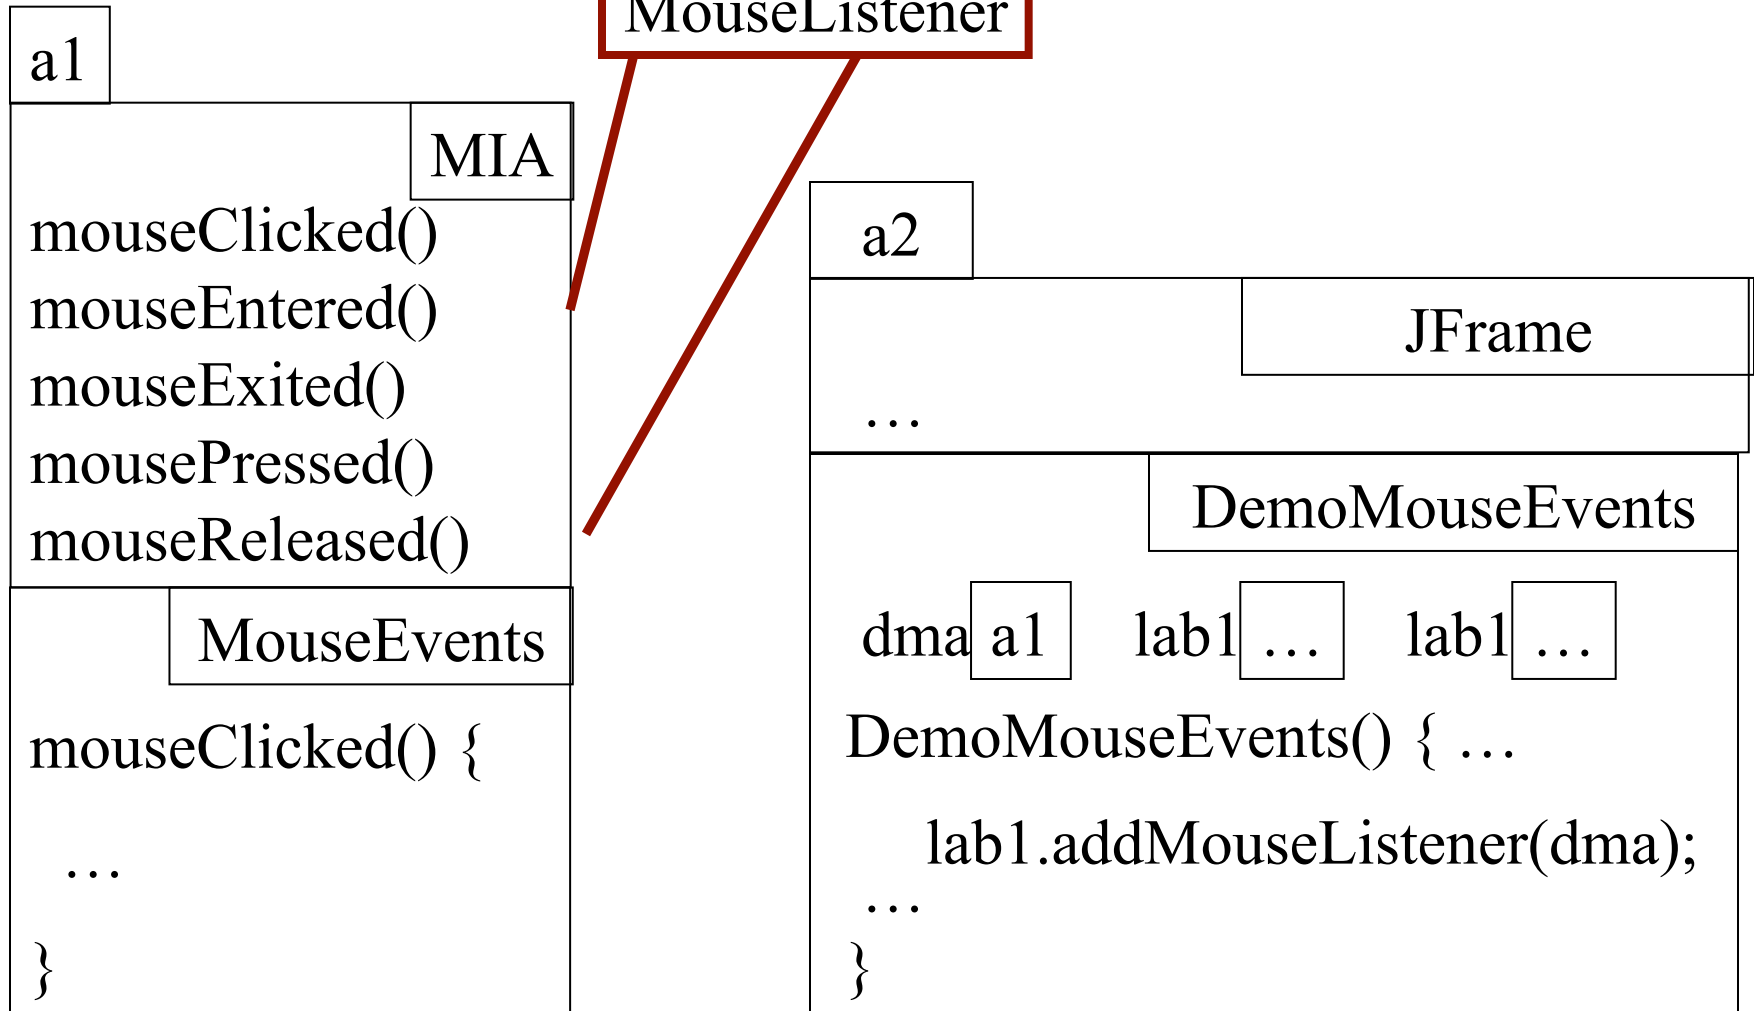 MouseListener
a1
MIA
mouseClicked()
mouseEntered()
mouseExited()
mousePressed()
mouseReleased()
MouseEvents
mouseClicked() {
…
}
a2
JFrame
…
DemoMouseEvents
dma a1 lab1 … lab1 …
DemoMouseEvents() { …
lab1.addMouseListener(dma);
…
}